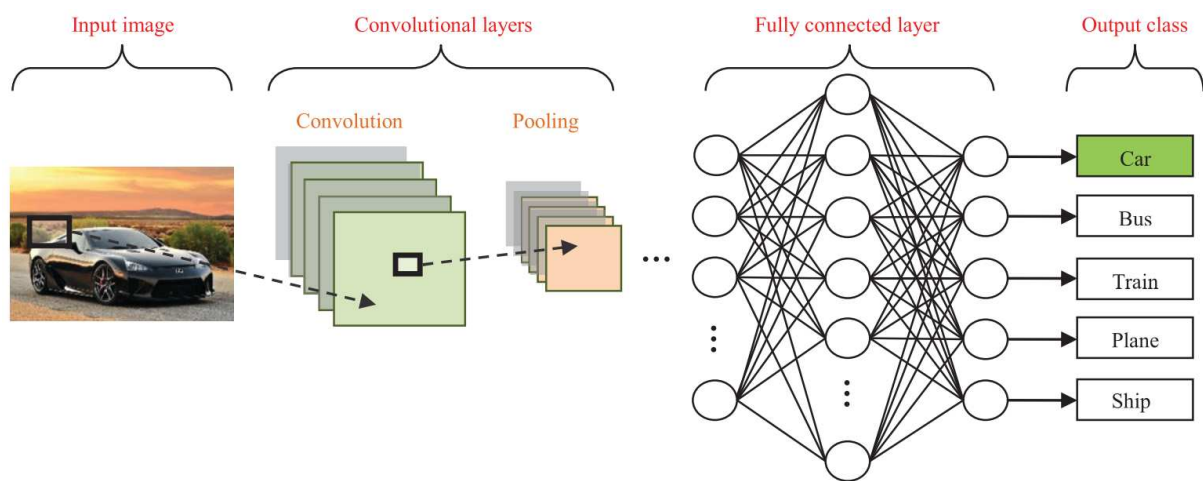 Input image
Convolutional layers
Fully connected layer
Output class
Convolution
Pooling
Car
Bus
Train
Plane
Ship